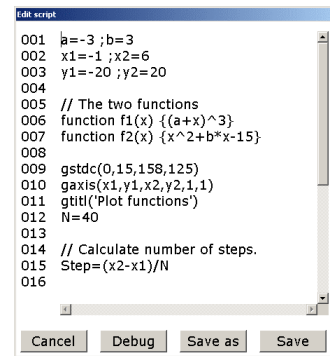 Edit script
001 a=-3 ;b=3
002 x1=-1 ;x2=6
003 y1=-20 ;y2=20
004
005 // The two functions
006 function f1(x) {(a+x)^3}
007 function f2(x) {x^2+b*x-15}
008
009 gstdc(0,15,158,125)
010 gaxis(x1,y1,x2,y2,1,1)
011 gtitl('Plot functions')
012 N=40
013
014 // Calculate number of steps.
015 Step=(x2-x1)/N
016
Cancel Debug Save as Save